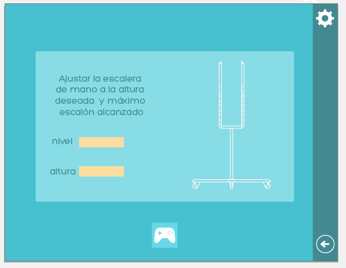 Ajustar la escalera
de mano a la altura
deseada y máximo
escalón alcanzado
nivel
altura